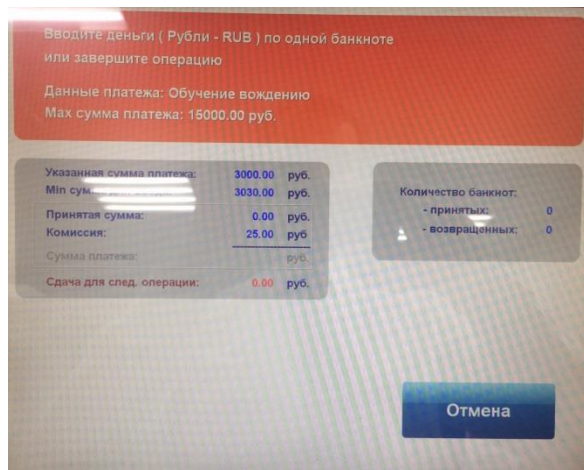 Вводите деньги ( Рубли - RUB ) по одной банкноте
или завершите операцию
Данные платежа: Обучение вождению
Max сумма платежа: 15000.00 руб.
Указанная сумма платежа: 3000.00 руб.
Min 3030.00 руб.
Принятая сумма: 0.00 руб.
Комиссия: 25.00 руб
Сумма платежа: руб.
Сдача для след. операции: 0.00 руб.
Количество банкнот:
- принятых: 0
- возвращенных: 0
Отмена